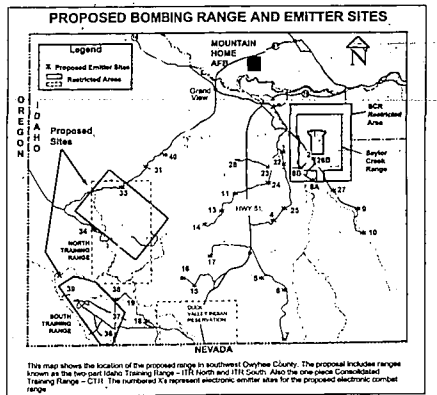 PROPOSED BOMBING RANGE AND EMITTER SITES
Legend
Proposed Emitter Sites
Restricted Areas
MOUNTAIN
HOME
AFB
N
OREGON
IDAHO
Grand
View
Proposed
Sites
SCR
Restricted
Area
Saylor
Creek
Range
40
31
33
34
28
11
13
14
23
24
22
1
2
26B
8D
8A
27
9
10
HWY 51
4
25
NORTH
TRAINING
RANGE
17
16
15
5
6
39
38
37
36
19
18
SOUTH
TRAINING
RANGE
DUCK
VALLEY INDIAN
RESERVATION
NEVADA
This map shows the location of the proposed range in southwest Owyhee County. The proposal includes ranges
known as the two-part Idaho Training Range - ITR North and ITR South. Also the one piece Consolidated
Training Range - CTR. The numbered X's represent electronic emitter sites for the proposed electronic combat
range